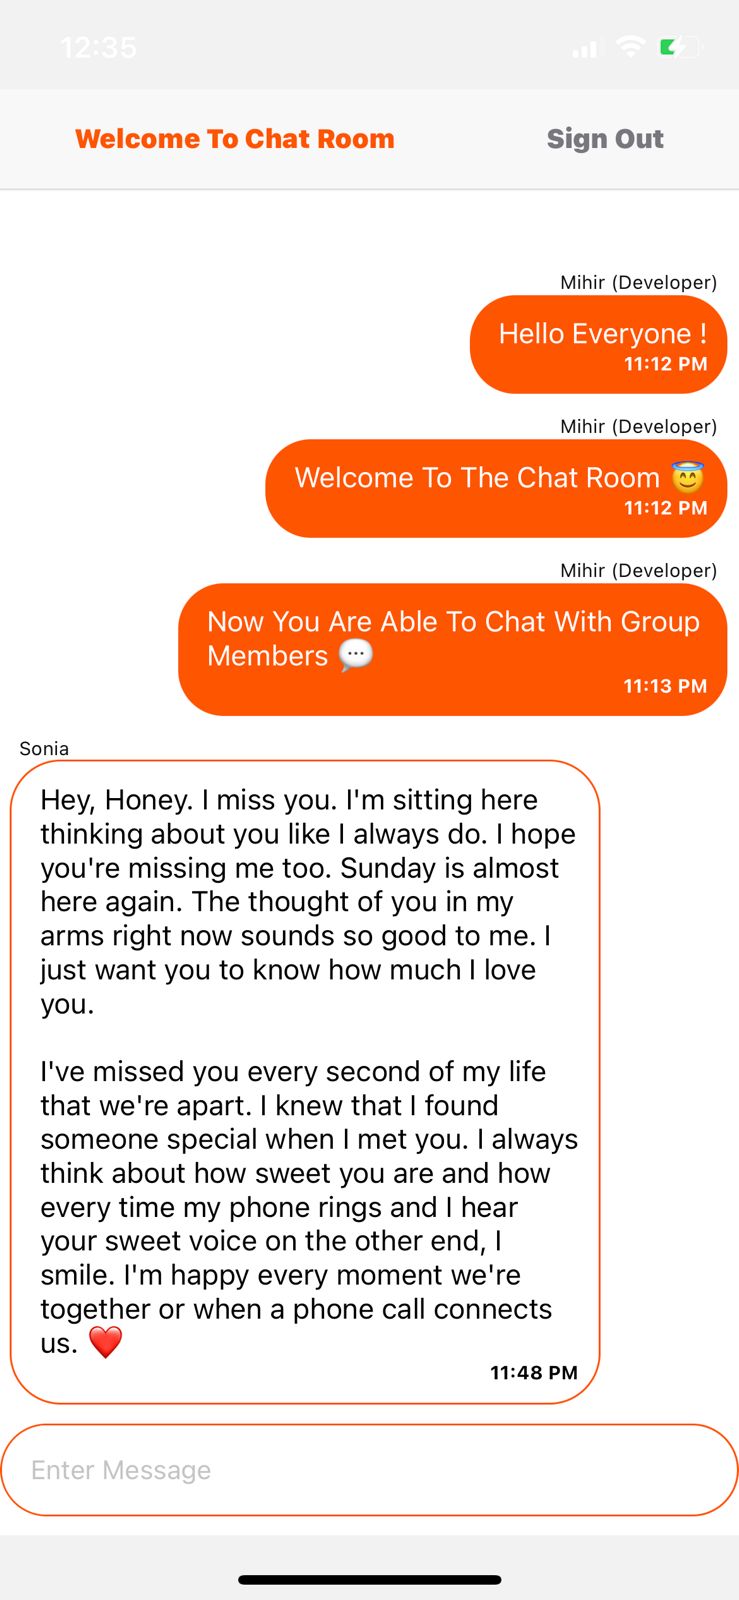 12:35
Welcome To Chat Room
Sign Out
Mihir (Developer)
Hello Everyone !
11:12 PM
Mihir (Developer)
Welcome To The Chat Room 😇
11:12 PM
Mihir (Developer)
Now You Are Able To Chat With Group
Members 💬
11:13 PM
Sonia
Hey, Honey. I miss you. I'm sitting here
thinking about you like I always do. I hope
you're missing me too. Sunday is almost
here again. The thought of you in my
arms right now sounds so good to me. I
just want you to know how much I love
you.
I've missed you every second of my life
that we're apart. I knew that I found
someone special when I met you. I always
think about how sweet you are and how
every time my phone rings and I hear
your sweet voice on the other end, I
smile. I'm happy every moment we're
together or when a phone call connects
us. ❤️
11:48 PM
Enter Message